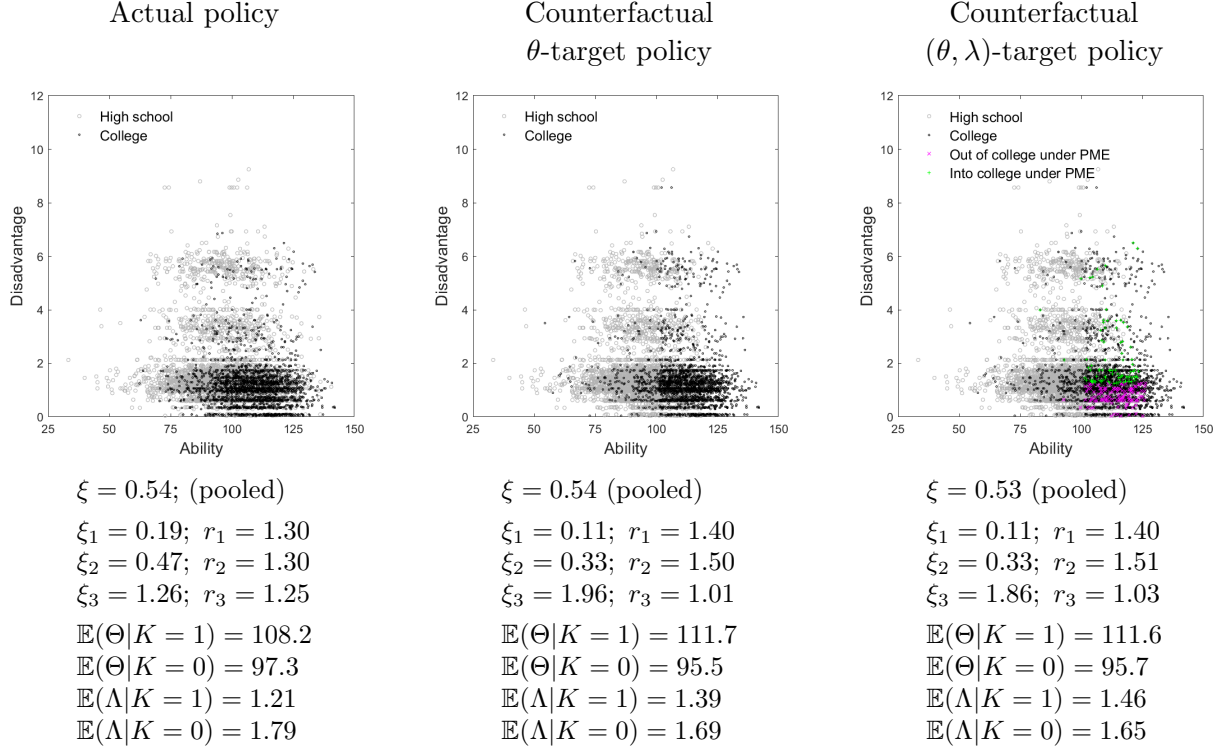 Actual policy
Counterfactual
θ-target policy
Counterfactual
(θ, λ)-target policy
12
10
8
6
4
2
0
Disadvantage
High school
College
25
50
75
100
125
150
Ability
12
10
8
6
4
2
0
Disadvantage
High school
College
25
50
75
100
125
150
Ability
12
10
8
6
4
2
0
Disadvantage
High school
College
Out of college under PME
Into college under PME
25
50
75
100
125
150
Ability
ξ = 0.54; (pooled)
ξ₁ = 0.19; r₁ = 1.30
ξ₂ = 0.47; r₂ = 1.30
ξ₃ = 1.26; r₃ = 1.25
𝔼(Θ|K = 1) = 108.2
𝔼(Θ|K = 0) = 97.3
𝔼(Λ|K = 1) = 1.21
𝔼(Λ|K = 0) = 1.79
ξ = 0.54 (pooled)
ξ₁ = 0.11; r₁ = 1.40
ξ₂ = 0.33; r₂ = 1.50
ξ₃ = 1.96; r₃ = 1.01
𝔼(Θ|K = 1) = 111.7
𝔼(Θ|K = 0) = 95.5
𝔼(Λ|K = 1) = 1.39
𝔼(Λ|K = 0) = 1.69
ξ = 0.53 (pooled)
ξ₁ = 0.11; r₁ = 1.40
ξ₂ = 0.33; r₂ = 1.51
ξ₃ = 1.86; r₃ = 1.03
𝔼(Θ|K = 1) = 111.6
𝔼(Θ|K = 0) = 95.7
𝔼(Λ|K = 1) = 1.46
𝔼(Λ|K = 0) = 1.65